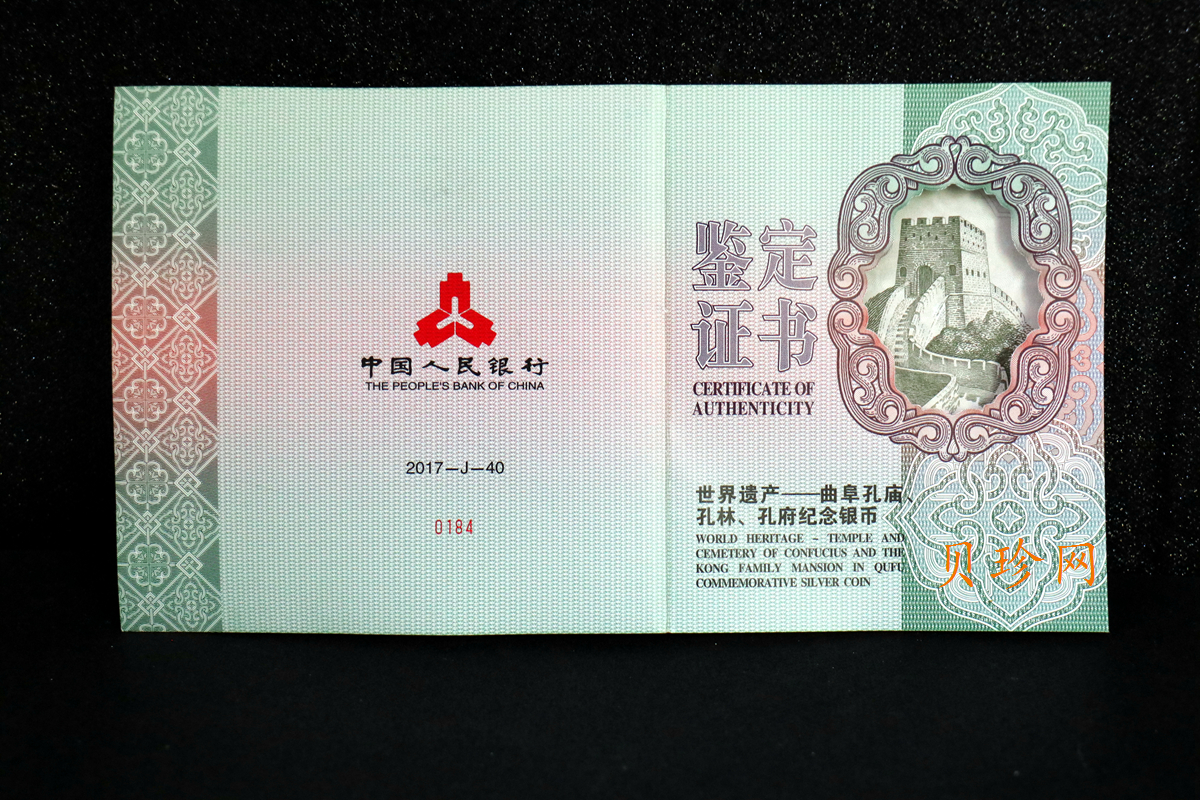 中国人民银行
THE PEOPLE'S BANK OF CHINA
2017—J—40
0184
鉴定
证书
CERTIFICATE OF
AUTHENTICITY
世界遗产——曲阜孔庙、
孔林、孔府纪念银币
WORLD HERITAGE – TEMPLE AND
CEMETERY OF CONFUCIUS AND THE
KONG FAMILY MANSION IN QUFU
COMMEMORATIVE SILVER COIN
贝珍网